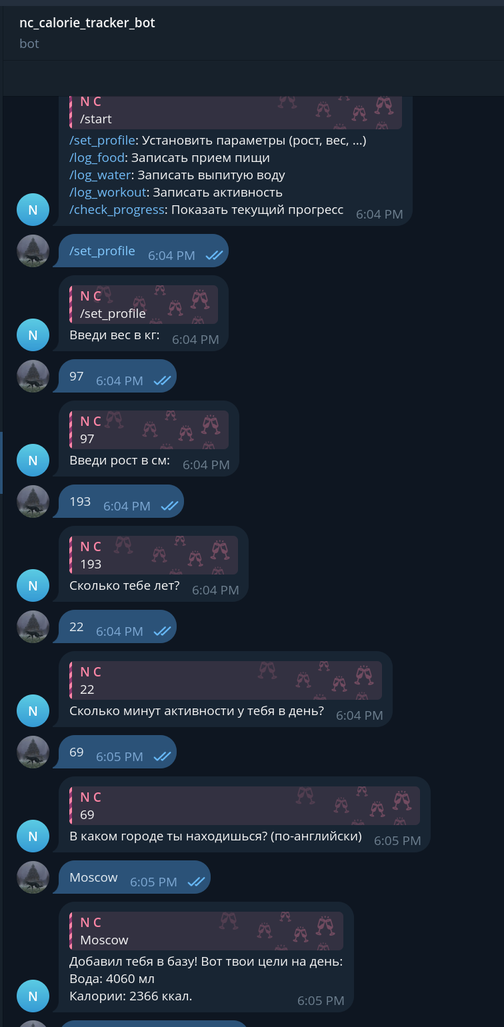 nc_calorie_tracker_bot
bot
N C
/start
/set_profile: Установить параметры (рост, вес, ...)
/log_food: Записать прием пищи
/log_water: Записать выпитую воду
/log_workout: Записать активность
/check_progress: Показать текущий прогресс 6:04 PM
N
/set_profile 6:04 PM
N C
/set_profile
Введи вес в кг: 6:04 PM
N
97 6:04 PM
N C
97
Введи рост в см: 6:04 PM
N
193 6:04 PM
N C
193
Сколько тебе лет? 6:04 PM
N
22 6:04 PM
N C
22
Сколько минут активности у тебя в день? 6:04 PM
N
69 6:05 PM
N C
69
В каком городе ты находишься? (по-английски) 6:05 PM
N
Moscow 6:05 PM
N C
Moscow
Добавил тебя в базу! Вот твои цели на день:
Вода: 4060 мл
Калории: 2366 ккал. 6:05 PM
N